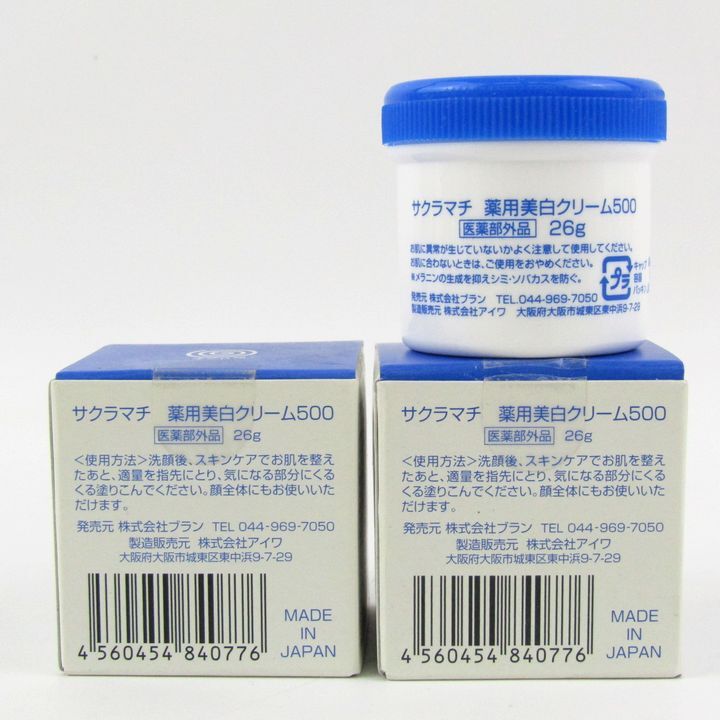 サクラマチ 薬用美白クリーム500
医薬部外品 26g
お肌に異常が生じていないかよく注意して使用してください。
お肌に合わないときは、ご使用をおやめください。
メラニンの生成を抑えシミ・ソバカスを防ぐ。
プラ
キャップ
容器
パッキン
発売元 株式会社ブラン TEL.044-969-7050
製造販売元 株式会社アイワ 大阪府大阪市城東区東中浜9-7-29
サクラマチ 薬用美白クリーム500
医薬部外品 26g
<使用方法>洗顔後、スキンケアでお肌を整え
たあと、適量を指先にとり、気になる部分にくる
くる塗りこんでください。顔全体にもお使いいた
だけます。
発売元 株式会社ブラン TEL 044-969-7050
製造販売元 株式会社アイワ
大阪府大阪市城東区東中浜9-7-29
4 560454 840776
MADE
IN
JAPAN
サクラマチ 薬用美白クリーム500
医薬部外品 26g
<使用方法>洗顔後、スキンケアでお肌を整え
たあと、適量を指先にとり、気になる部分にくる
くる塗りこんでください。顔全体にもお使いいただ
けます。
発売元 株式会社ブラン TEL 044-969-7050
製造販売元 株式会社アイワ
大阪府大阪市城東区東中浜9-7-29
4 560454 840776
MADE
IN
JAPAN